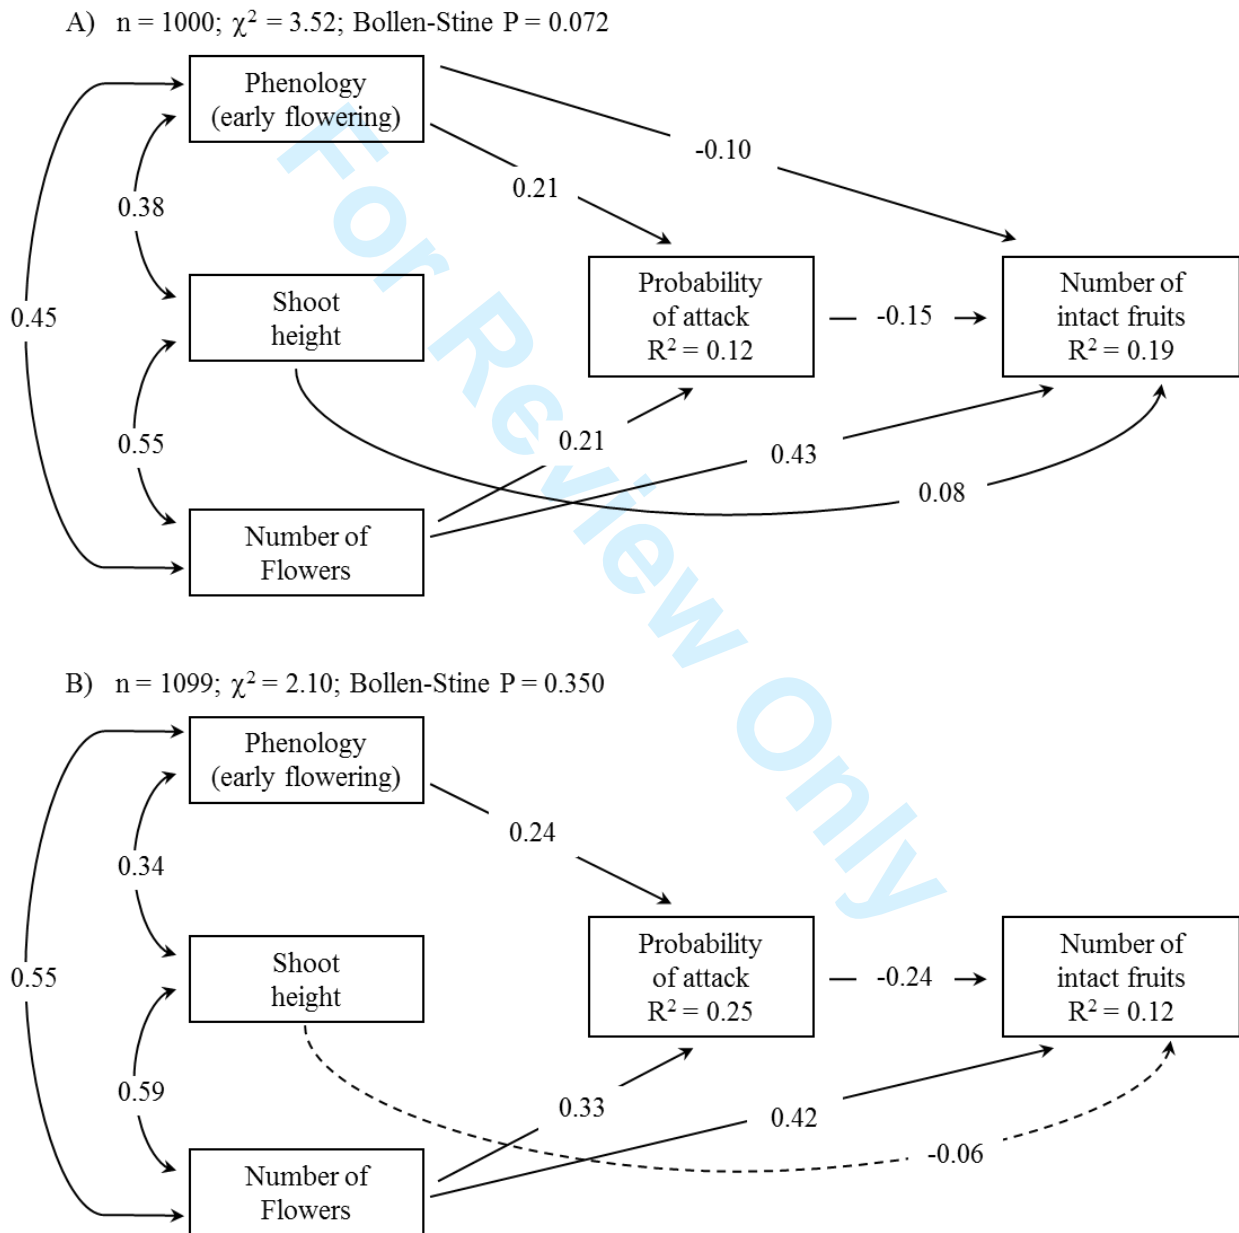 A) n = 1000; χ² = 3.52; Bollen-Stine P = 0.072
Phenology
(early flowering)
-0.10
0.21
0.38
Shoot
height
0.45
Probability
of attack
R² = 0.12
-0.15
Number of
intact fruits
R² = 0.19
0.55
0.21
0.43
0.08
Number of
Flowers
For Review Only
B) n = 1099; χ² = 2.10; Bollen-Stine P = 0.350
Phenology
(early flowering)
0.24
0.34
Shoot
height
0.55
Probability
of attack
R² = 0.25
-0.24
Number of
intact fruits
R² = 0.12
0.59
0.33
0.42
-0.06
Number of
Flowers